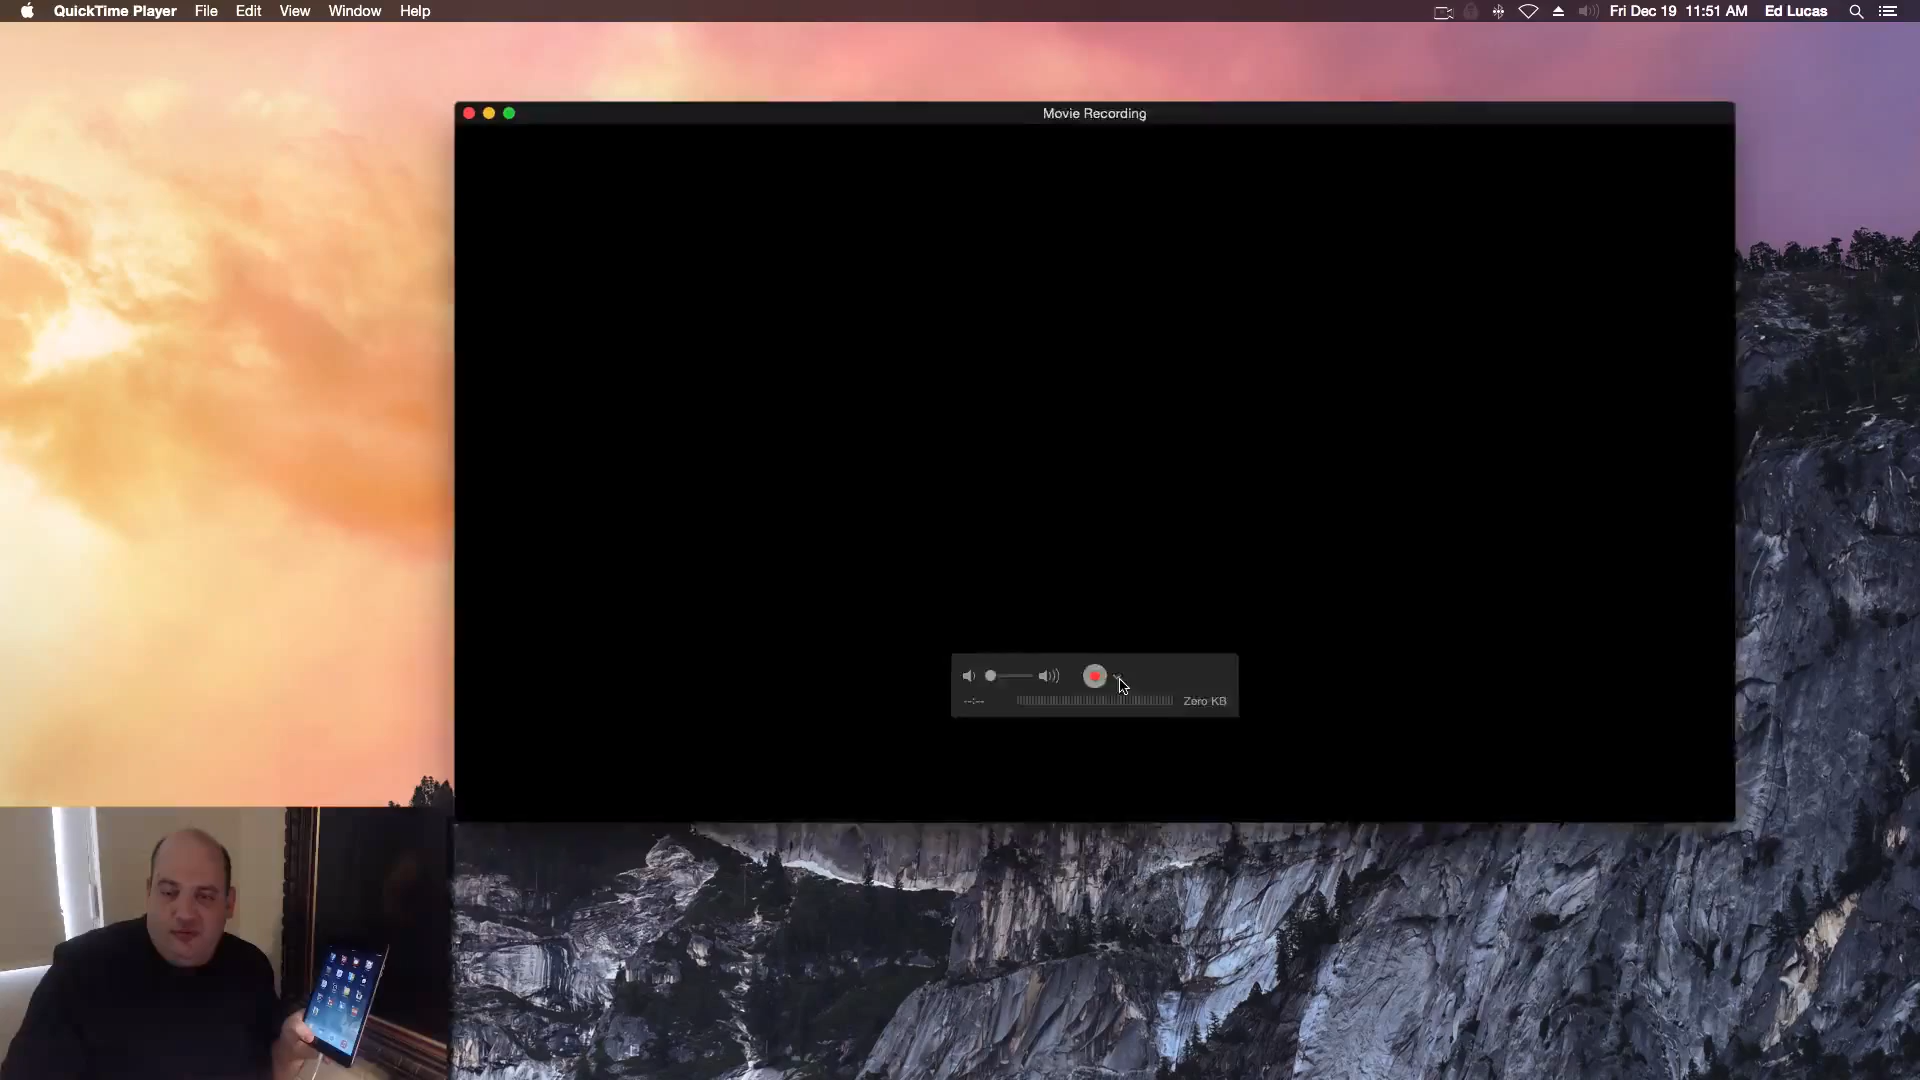 QuickTime Player File Edit View Window Help Fri Dec 19 11:51 AM Ed Lucas
Movie Recording
--:-- Zero KB